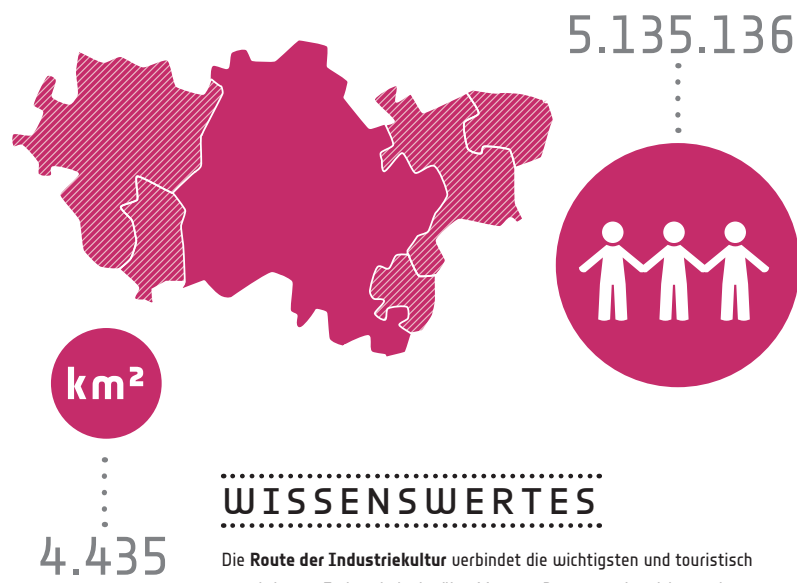 5.135.136
km²
4.435
WISSENSWERTES
Die Route der Industriekultur verbindet die wichtigsten und touristisch